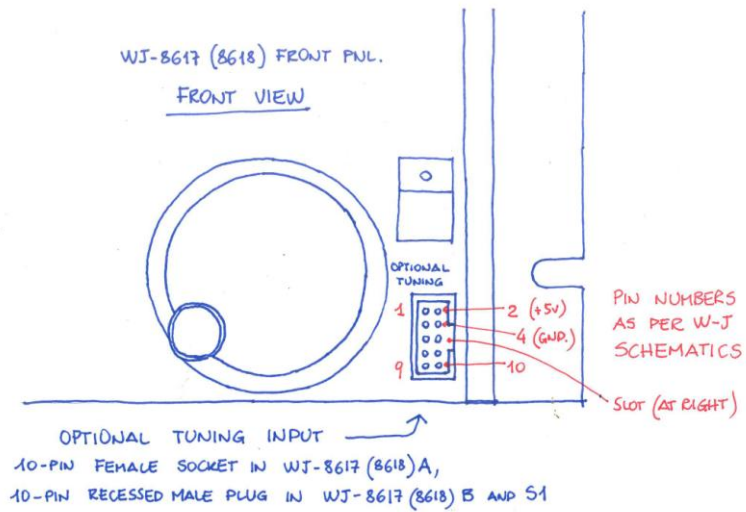 WJ-8617 (8618) FRONT PNL.
FRONT VIEW
OPTIONAL
TUNING
1
2 (+5V)
4 (GND.)
9
10
PIN NUMBERS
AS PER W-J
SCHEMATICS
SLOT (AT RIGHT)
OPTIONAL TUNING INPUT
10-PIN FEMALE SOCKET IN WJ-8617 (8618) A,
10-PIN RECESSED MALE PLUG IN WJ-8617 (8618) B AND S1